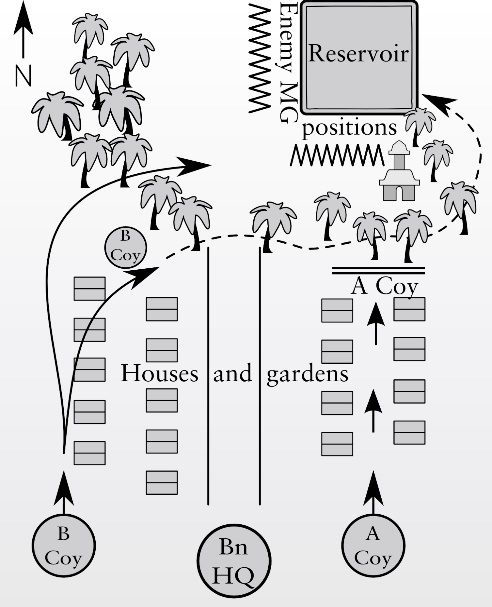 N
Enemy MG
Reservoir
positions
B
Coy
A Coy
Houses and gardens
B
Coy
Bn
HQ
A
Coy